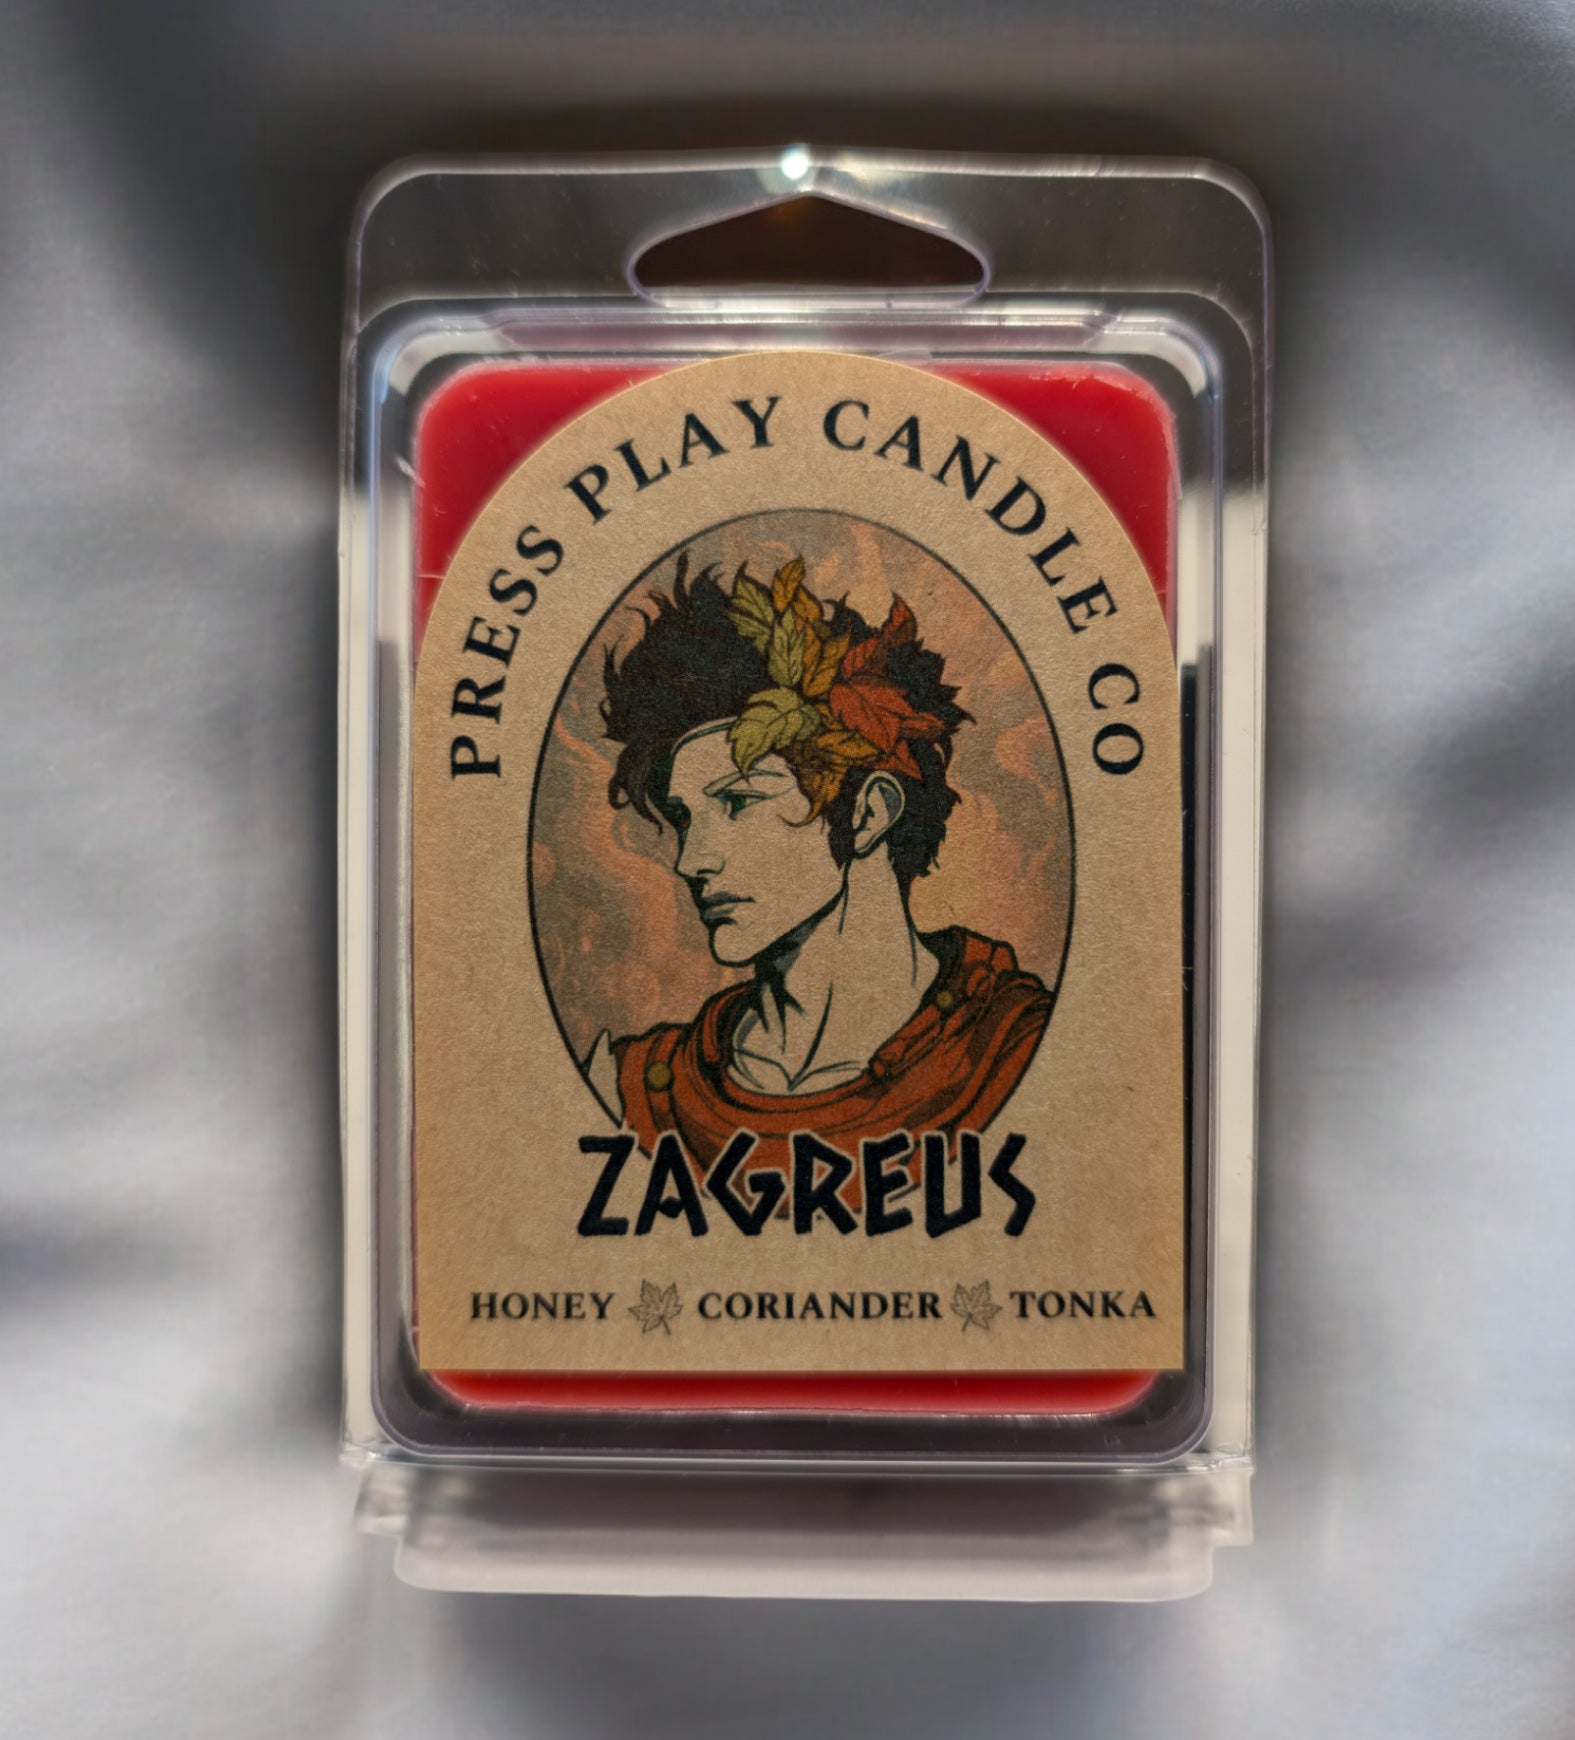 PRESS PLAY CANDLE CO
ZAGREUS
HONEY CORIANDER TONKA